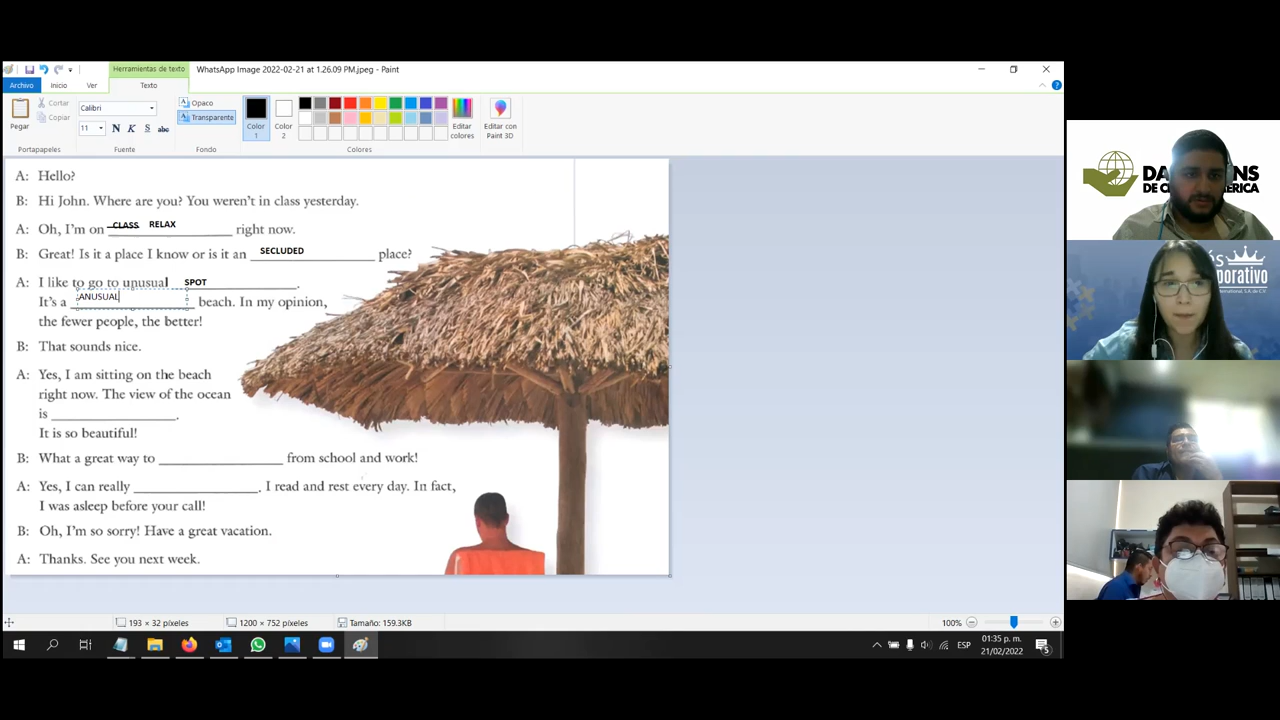 Herramientas de texto
WhatsApp Image 2022-02-21 at 1.26.09 PM.jpeg - Paint
Archivo
Inicio
Ver
Texto
Pegar
Cortar
Copiar
Calibri
11
N K S abc
Opaco
Transparente
Color 1
Color 2
Editar colores
Editar con Paint 3D
Portapapeles
Fuente
Fondo
Colores
A: Hello?
B: Hi John. Where are you? You weren't in class yesterday.
A: Oh, I'm on CLASS RELAX right now.
B: Great! Is it a place I know or is it an SECLUDED place?
A: I like to go to unusual SPOT.
It's a ANUSUAL beach. In my opinion,
the fewer people, the better!
B: That sounds nice.
A: Yes, I am sitting on the beach
right now. The view of the ocean
is ____.
It is so beautiful!
B: What a great way to ____ from school and work!
A: Yes, I can really ____. I read and rest every day. In fact,
I was asleep before your call!
B: Oh, I'm so sorry! Have a great vacation.
A: Thanks. See you next week.
193 × 32 píxeles
1200 × 752 píxeles
Tamaño: 159.3KB
100%
ESP
01:35 p. m.
21/02/2022
5
DE C
MÉRICA